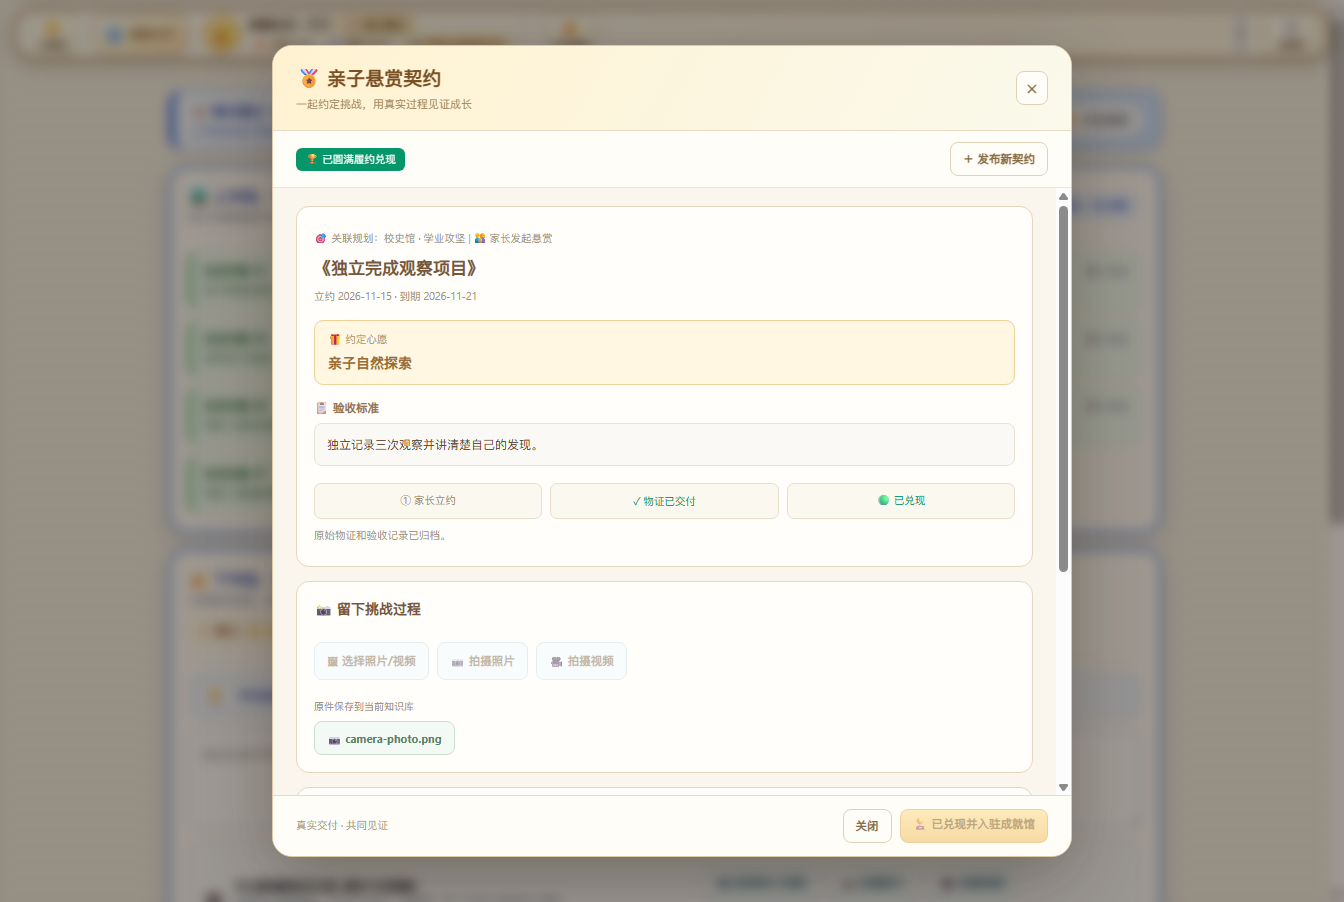 亲子悬赏契约
一起约定挑战，用真实过程见证成长
已圆满履约兑现
+ 发布新契约
关联规划：校史馆 · 学业攻坚 | 家长发起悬赏
《独立完成观察项目》
立约 2026-11-15 · 到期 2026-11-21
约定心愿
亲子自然探索
验收标准
独立记录三次观察并讲清楚自己的发现。
① 家长立约
✓ 物证已交付
已兑现
原始物证和验收记录已归档。
留下挑战过程
选择照片/视频
拍摄照片
拍摄视频
原件保存到当前知识库
camera-photo.png
真实交付 · 共同见证
关闭
已兑现并入驻成就馆